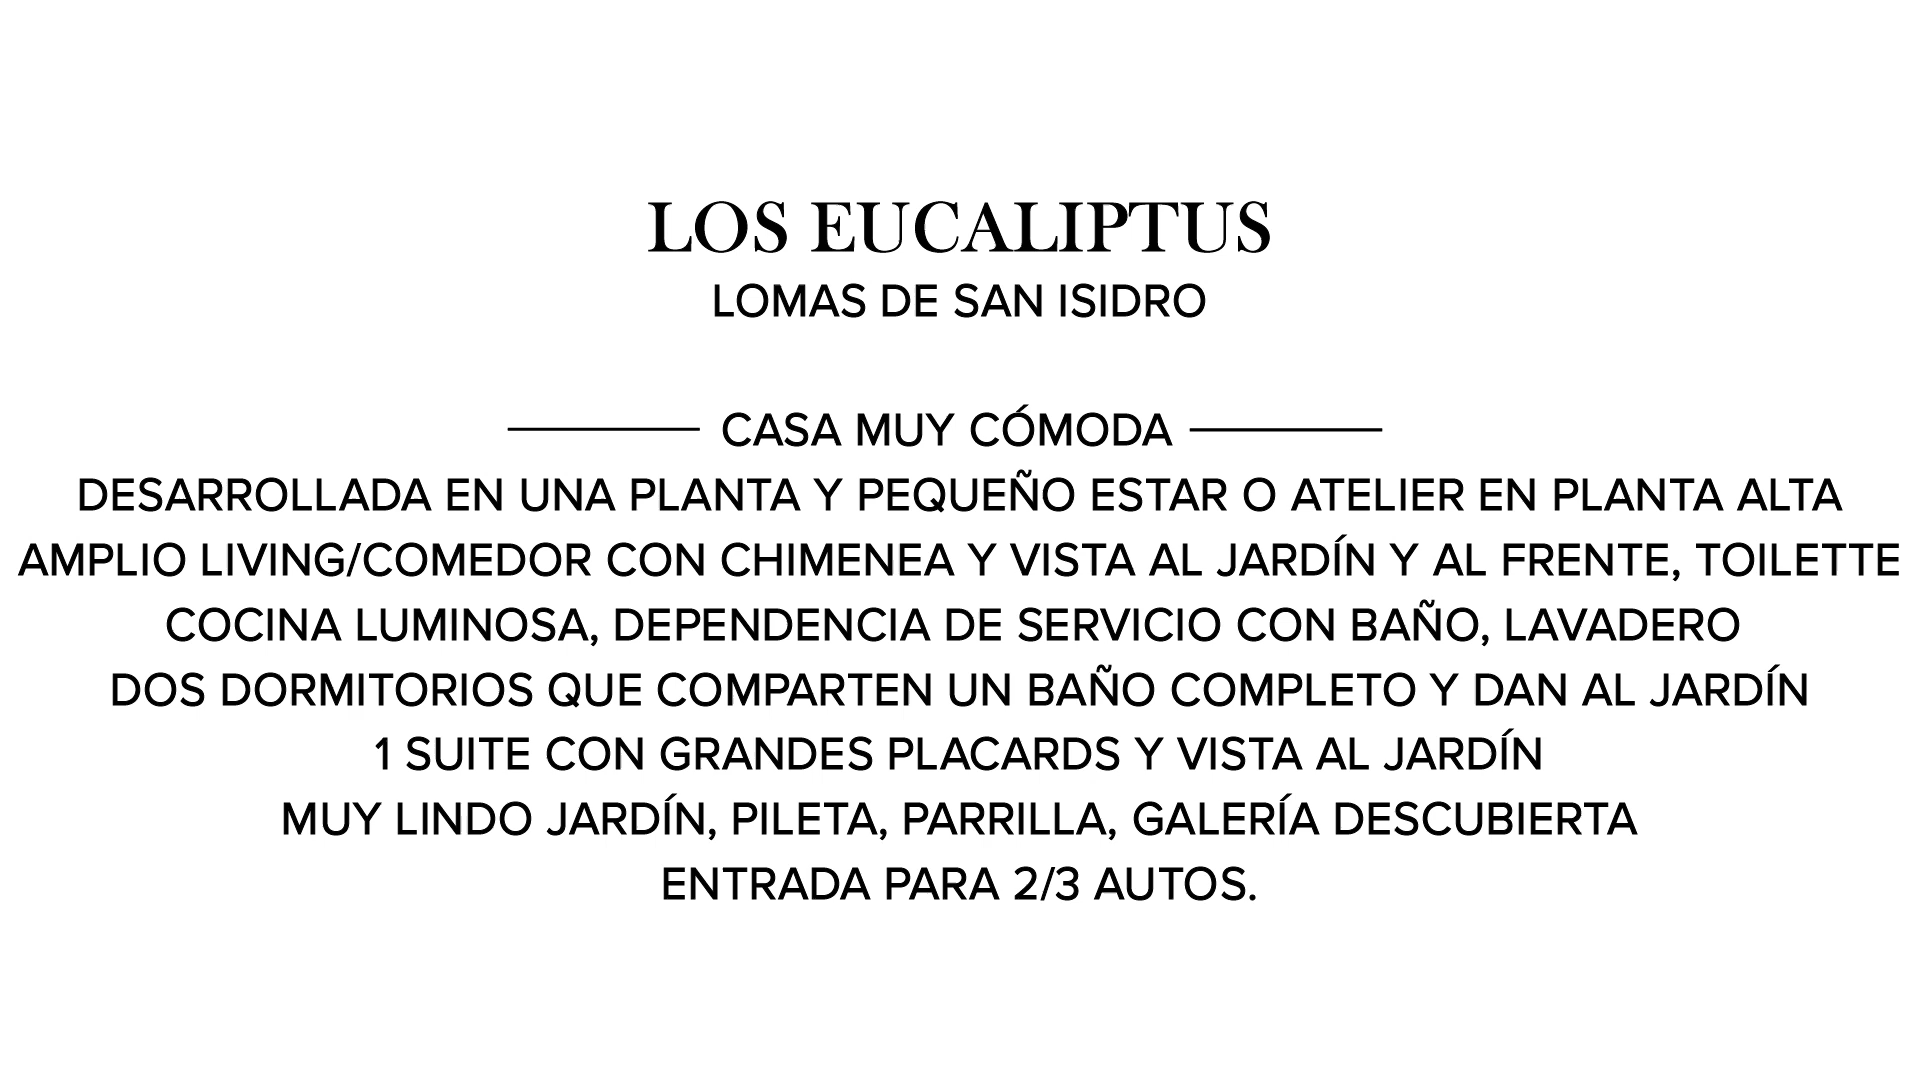 LOS EUCALIPTUS
LOMAS DE SAN ISIDRO
CASA MUY CÓMODA
DESARROLLADA EN UNA PLANTA Y PEQUEÑO ESTAR O ATELIER EN PLANTA ALTA
AMPLIO LIVING/COMEDOR CON CHIMENEA Y VISTA AL JARDÍN Y AL FRENTE, TOILETTE
COCINA LUMINOSA, DEPENDENCIA DE SERVICIO CON BAÑO, LAVADERO
DOS DORMITORIOS QUE COMPARTEN UN BAÑO COMPLETO Y DAN AL JARDÍN
1 SUITE CON GRANDES PLACARDS Y VISTA AL JARDÍN
MUY LINDO JARDÍN, PILETA, PARRILLA, GALERÍA DESCUBIERTA
ENTRADA PARA 2/3 AUTOS.